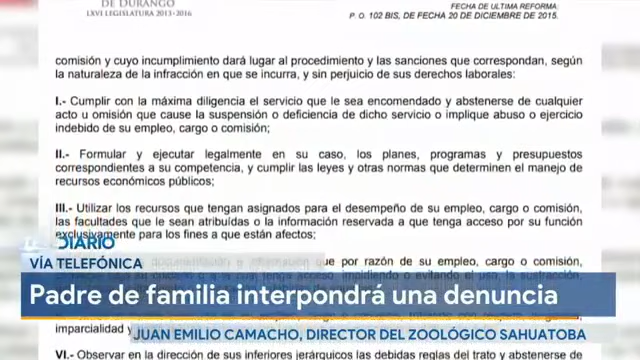 DE DURANGO
LXVI LEGISLATURA 2013-2016
FECHA DE ULTIMA REFORMA:
P. O. 102 BIS, DE FECHA 20 DE DICIEMBRE DE 2015.
comisión y cuyo incumplimiento dará lugar al procedimiento y las sanciones que correspondan, según
la naturaleza de la infracción en que se incurra, y sin perjuicio de sus derechos laborales:
I.- Cumplir con la máxima diligencia el servicio que le sea encomendado y abstenerse de cualquier
acto u omisión que cause la suspensión o deficiencia de dicho servicio o implique abuso o ejercicio
indebido de su empleo, cargo o comisión;
II.- Formular y ejecutar legalmente en su caso, los planes, programas y presupuestos
correspondientes a su competencia, y cumplir las leyes y otras normas que determinen el manejo de
recursos económicos públicos;
III.- Utilizar los recursos que tengan asignados para el desempeño de su empleo, cargo o comisión,
las facultades que le sean atribuidas o la información reservada a que tenga acceso por su función
exclusivamente para los fines a que están afectos;
DIARIO
VÍA TELEFÓNICA
que por razón de su empleo, cargo o comisión,
Padre de familia interpondrá una denuncia
imparcialidad y
JUAN EMILIO CAMACHO, DIRECTOR DEL ZOOLÓGICO SAHUATOBA
VI.- Observar en la dirección de sus inferiores jerárquicos las debidas reglas del trato y abstenerse de